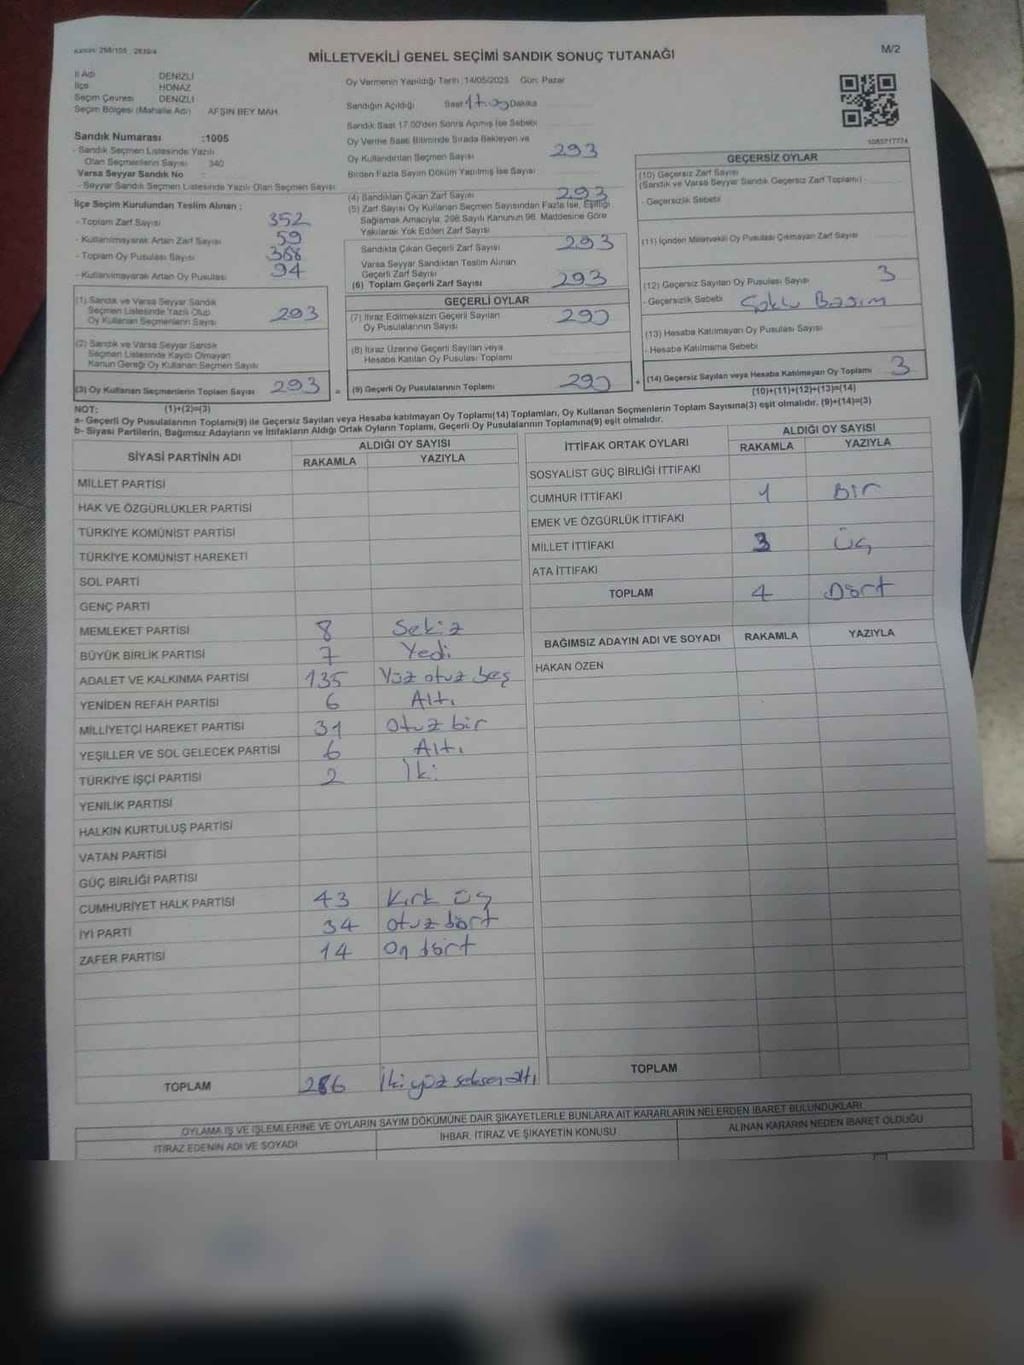 MİLLETVEKİLİ GENEL SEÇİMİ SANDIK SONUÇ TUTANAĞI
M/2
İl Adı DENİZLİ
İlçe HONAZ
Seçim Çevresi DENİZLİ
Seçim Bölgesi (Mahalle Adı) AFŞİN BEY MAH
Oy Vermenin Yapıldığı Tarih :14/05/2023 Gün: Pazar
Sandığın Açıldığı Saat Dakika
Sandık Saat 17.00'den Sonra Açılmış İse Sebebi
Oy Verme Saati Bitiminde Sırada Bekleyen ve
Oy Kullandırılan Seçmen Sayısı 293
Birden Fazla Sayım Döküm Yapılmış İse Sayısı
Sandık Numarası :1005
- Sandık Seçmen Listesinde Yazılı
Olan Seçmenlerin Sayısı 340
Varsa Seyyar Sandık No
- Seyyar Sandık Seçmen Listesinde Yazılı Olan Seçmen Sayısı
İlçe Seçim Kurulundan Teslim Alınan :
- Toplam Zarf Sayısı 352
- Kullanılmayarak Artan Zarf Sayısı 59
- Toplam Oy Pusulası Sayısı
- Kullanılmayarak Artan Oy Pusulası 94
(1) Sandık ve Varsa Seyyar Sandık
Seçmen Listesinde Yazılı Olup
Oy Kullanan Seçmenlerin Sayısı 293
(2) Sandık ve Varsa Seyyar Sandık
Seçmen Listesinde Kaydı Olmayan
Kanun Gereği Oy Kullanan Seçmen Sayısı
(3) Oy Kullanan Seçmenlerin Toplam Sayısı 293 =
(1)+(2)=(3)
(4) Sandıktan Çıkan Zarf Sayısı 293
(5) Zarf Sayısı Oy Kullanan Seçmen Sayısından Fazla İse, Eşitliği
Sağlamak Amacıyla, 298 Sayılı Kanunun 98. Maddesine Göre
Yakılarak Yok Edilen Zarf Sayısı
Sandıkta Çıkan Geçerli Zarf Sayısı 293
Varsa Seyyar Sandıktan Teslim Alınan
Geçerli Zarf Sayısı
(6) Toplam Geçerli Zarf Sayısı 293
GEÇERLİ OYLAR
(7) İtiraz Edilmeksizin Geçerli Sayılan
Oy Pusulalarının Sayısı 290
(8) İtiraz Üzerine Geçerli Sayılan veya
Hesaba Katılan Oy Pusulası Toplamı
(9) Geçerli Oy Pusulalarının Toplamı 290 +
1085717774
GEÇERSİZ OYLAR
(10) Geçersiz Zarf Sayısı
(Sandık ve Varsa Seyyar Sandık Geçersiz Zarf Toplamı)
- Geçersizlik Sebebi
(11) İçinden Milletvekili Oy Pusulası Çıkmayan Zarf Sayısı
(12) Geçersiz Sayılan Oy Pusulası Sayısı 3
- Geçersizlik Sebebi
(13) Hesaba Katılmayan Oy Pusulası Sayısı
- Hesaba Katılmama Sebebi
(14) Geçersiz Sayılan veya Hesaba Katılmayan Oy Toplamı 3
(10)+(11)+(12)+(13)=(14)
NOT:
a- Geçerli Oy Pusulalarının Toplamı(9) ile Geçersiz Sayılan veya Hesaba katılmayan Oy Toplamı(14) Toplamları, Oy Kullanan Seçmenlerin Toplam Sayısına(3) eşit olmalıdır. (9)+(14)=(3)
b- Siyasi Partilerin, Bağımsız Adayların ve İttifakların Aldığı Ortak Oyların Toplamı, Geçerli Oy Pusulalarının Toplamına(9) eşit olmalıdır.
SİYASİ PARTİNİN ADI ALDIĞI OY SAYISI
RAKAMLA YAZIYLA
MİLLET PARTİSİ
HAK VE ÖZGÜRLÜKLER PARTİSİ
TÜRKİYE KOMÜNİST PARTİSİ
TÜRKİYE KOMÜNİST HAREKETİ
SOL PARTİ
GENÇ PARTİ
MEMLEKET PARTİSİ 8 Sekiz
BÜYÜK BİRLİK PARTİSİ 7 Yedi
ADALET VE KALKINMA PARTİSİ 135 Yüz otuz beş
YENİDEN REFAH PARTİSİ 6 Altı
MİLLİYETÇİ HAREKET PARTİSİ 31 Otuz bir
YEŞİLLER VE SOL GELECEK PARTİSİ 6 Altı
TÜRKİYE İŞÇİ PARTİSİ 2 İki
YENİLİK PARTİSİ
HALKIN KURTULUŞ PARTİSİ
VATAN PARTİSİ
GÜÇ BİRLİĞİ PARTİSİ
CUMHURİYET HALK PARTİSİ 43 Kırk üç
İYİ PARTİ 34 Otuz dört
ZAFER PARTİSİ 14 On dört
TOPLAM 286 İki yüz seksen altı
İTTİFAK ORTAK OYLARI ALDIĞI OY SAYISI
RAKAMLA YAZIYLA
SOSYALİST GÜÇ BİRLİĞİ İTTİFAKI
CUMHUR İTTİFAKI 1 Bir
EMEK VE ÖZGÜRLÜK İTTİFAKI
MİLLET İTTİFAKI 3 Üç
ATA İTTİFAKI
TOPLAM 4 Dört
BAĞIMSIZ ADAYIN ADI VE SOYADI RAKAMLA YAZIYLA
HAKAN ÖZEN
TOPLAM
OYLAMA İŞ VE İŞLEMLERİNE VE OYLARIN SAYIM DÖKÜMÜNE DAİR ŞİKAYETLERLE BUNLARA AİT KARARLARIN NELERDEN İBARET BULUNDUKLARI
İTİRAZ EDENİN ADI VE SOYADI İHBAR, İTİRAZ VE ŞİKAYETİN KONUSU ALINAN KARARIN NEDEN İBARET OLDUĞU